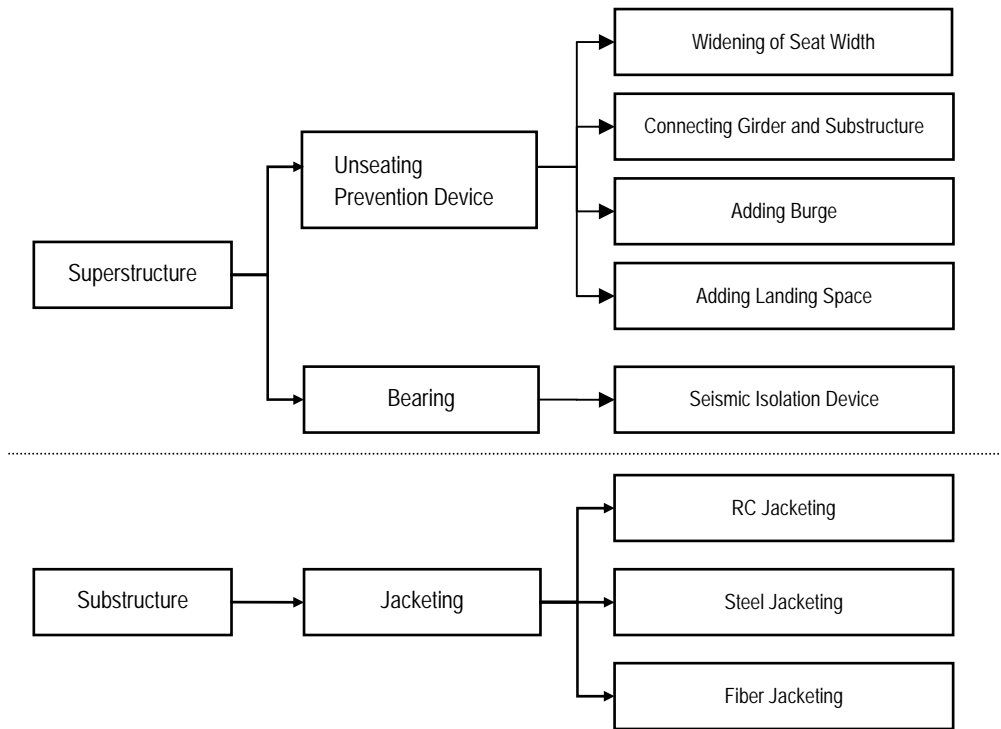 Widening of Seat Width
Connecting Girder and Substructure
Unseating
Prevention Device
Adding Burge
Superstructure
Adding Landing Space
Bearing
Seismic Isolation Device
RC Jacketing
Substructure
Jacketing
Steel Jacketing
Fiber Jacketing